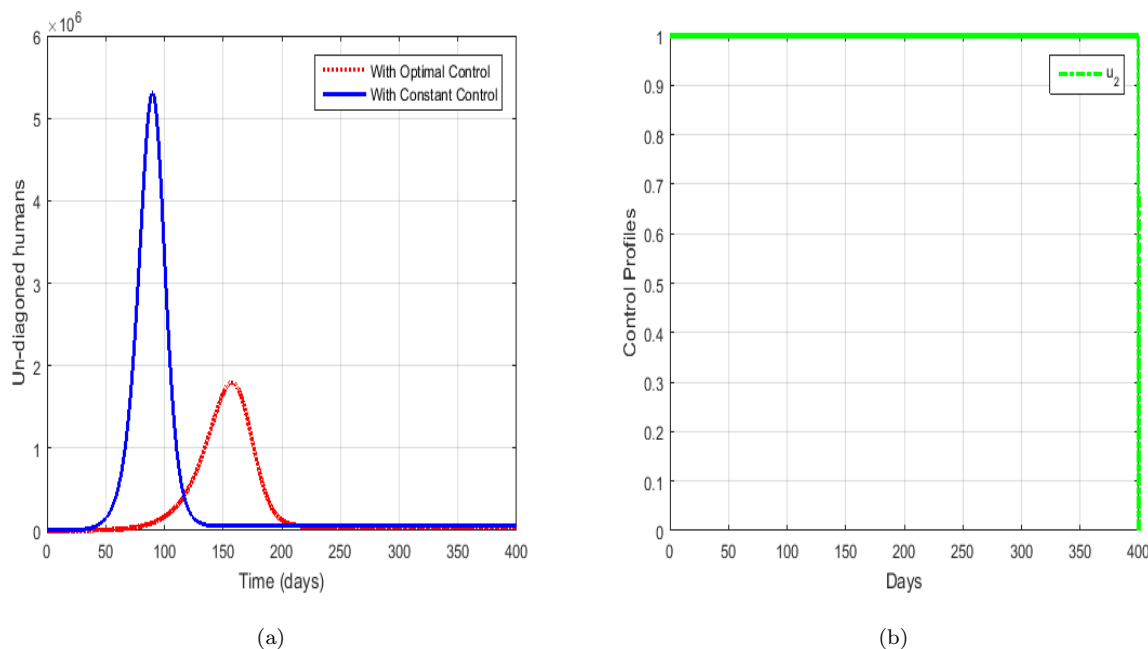 ×10^6
6
5
4
3
2
1
0
Un-diagoned humans
With Optimal Control
With Constant Control
0 50 100 150 200 250 300 350 400
Time (days)
(a)
1
0.9
0.8
0.7
0.6
0.5
0.4
0.3
0.2
0.1
0
Control Profiles
u_2
0 50 100 150 200 250 300 350 400
Days
(b)